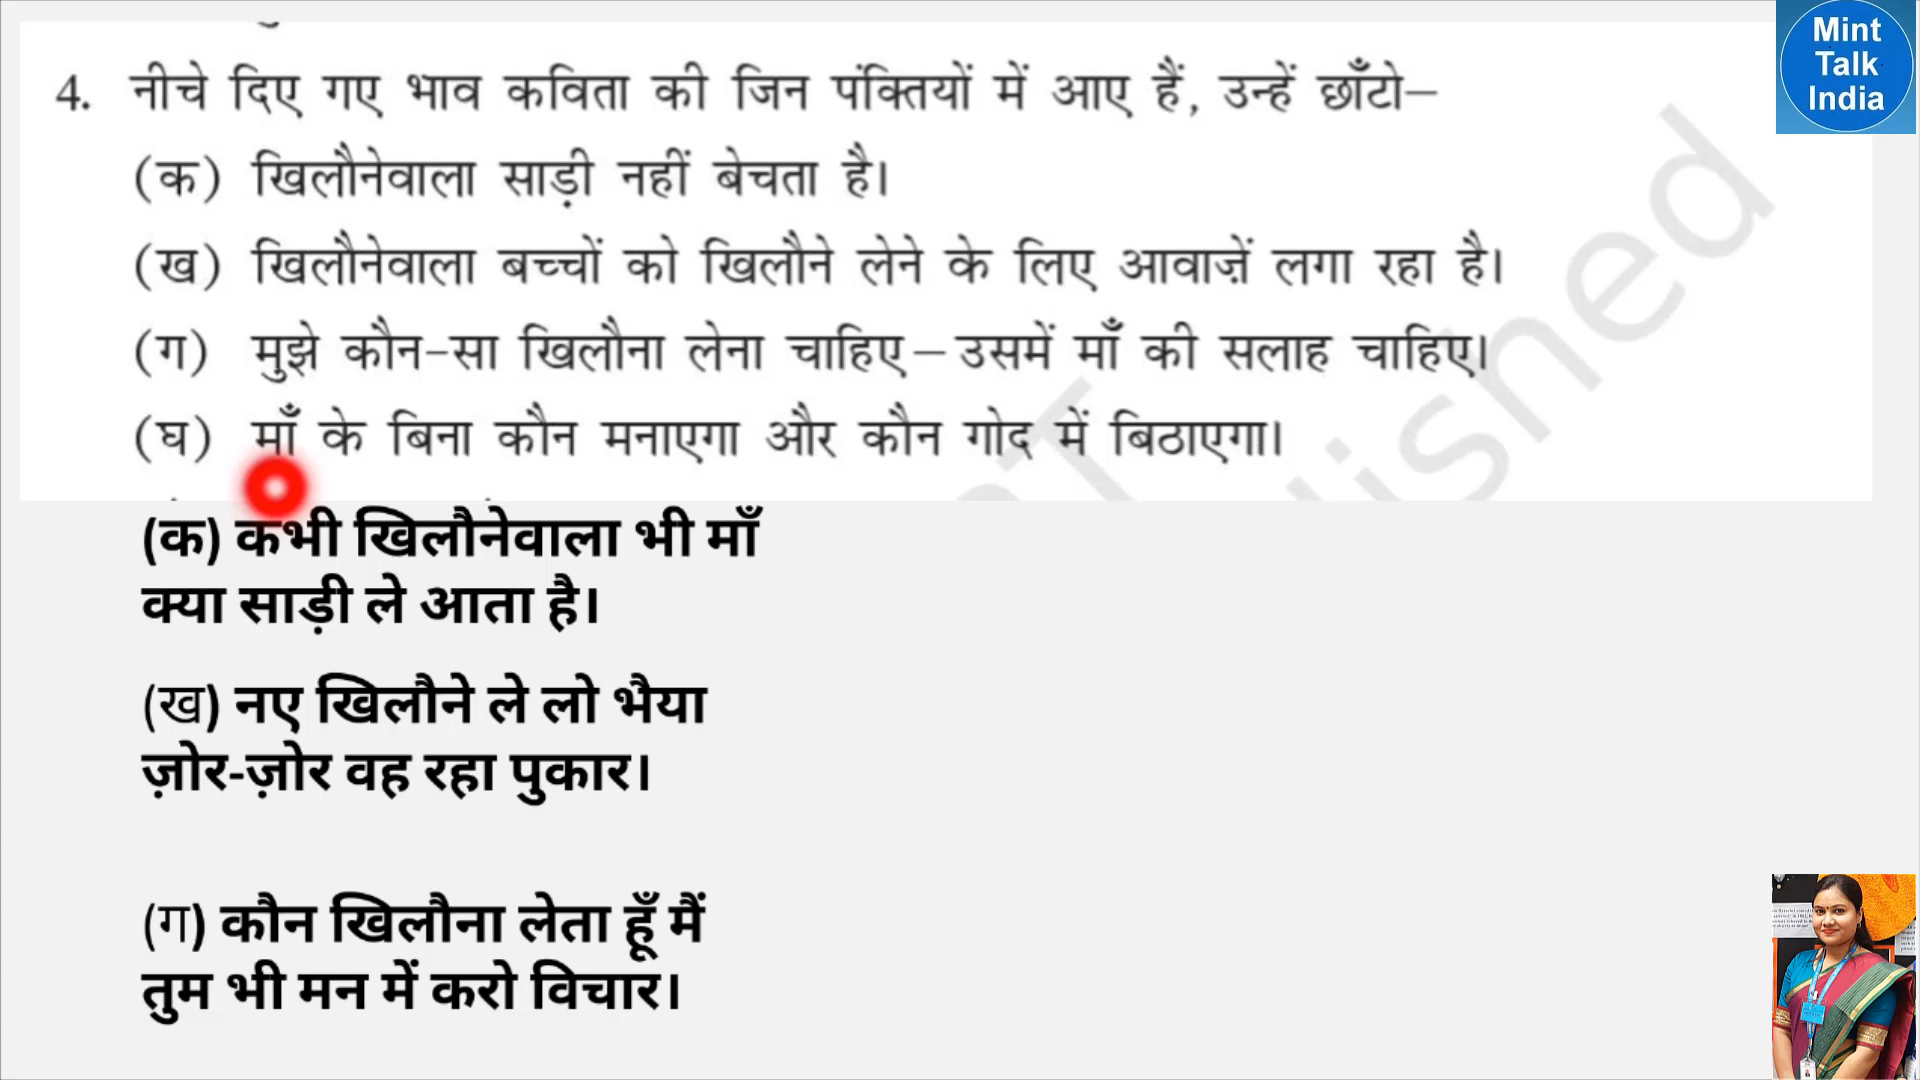 Mint
Talk
India
4. नीचे दिए गए भाव कविता की जिन पंक्तियों में आए हैं, उन्हें छाँटो–
(क) खिलौनेवाला साड़ी नहीं बेचता है।
(ख) खिलौनेवाला बच्चों को खिलौने लेने के लिए आवाज़ें लगा रहा है।
(ग) मुझे कौन-सा खिलौना लेना चाहिए–उसमें माँ की सलाह चाहिए।
(घ) माँ के बिना कौन मनाएगा और कौन गोद में बिठाएगा।
(क) कभी खिलौनेवाला भी माँ
क्या साड़ी ले आता है।
(ख) नए खिलौने ले लो भैया
ज़ोर-ज़ोर वह रहा पुकार।
(ग) कौन खिलौना लेता हूँ मैं
तुम भी मन में करो विचार।